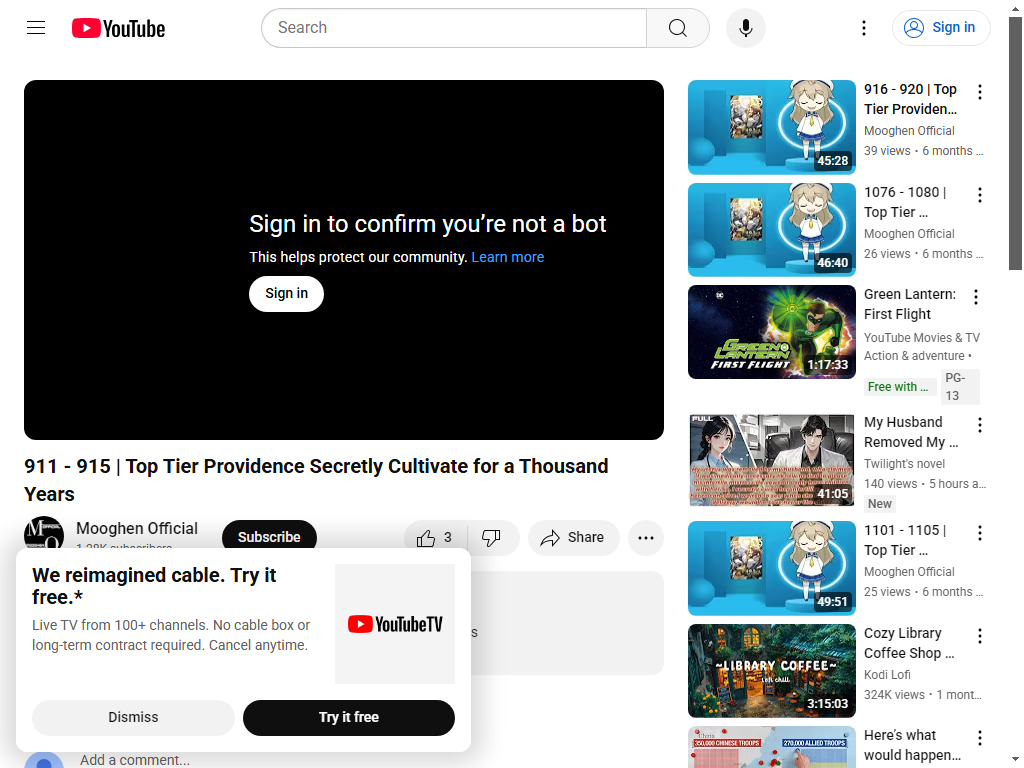 YouTube
Search
Sign in
Sign in to confirm you’re not a bot
This helps protect our community. Learn more
Sign in
911 - 915 | Top Tier Providence Secretly Cultivate for a Thousand
Years
Mooghen Official
Subscribe
3
Share
We reimagined cable. Try it
free.*
Live TV from 100+ channels. No cable box or
long-term contract required. Cancel anytime.
YouTubeTV
Dismiss
Try it free
Add a comment...
45:28
916 - 920 | Top
Tier Providen...
Mooghen Official
39 views • 6 months ...
46:40
1076 - 1080 |
Top Tier ...
Mooghen Official
26 views • 6 months ...
DC
GREEN
LANTERN
FIRST FLIGHT
1:17:33
Green Lantern:
First Flight
YouTube Movies & TV
Action & adventure •
Free with ...
PG-
13
FULL
41:05
My Husband
Removed My ...
Twilight's novel
140 views • 5 hours a...
New
49:51
1101 - 1105 |
Top Tier ...
Mooghen Official
25 views • 6 months ...
~LIBRARY COFFEE~
lofi chill
3:15:03
Cozy Library
Coffee Shop ...
Kodi Lofi
324K views • 1 mont...
Chris
350,000 CHINESE TROOPS
270,000 ALLIED TROOPS
Here's what
would happen...